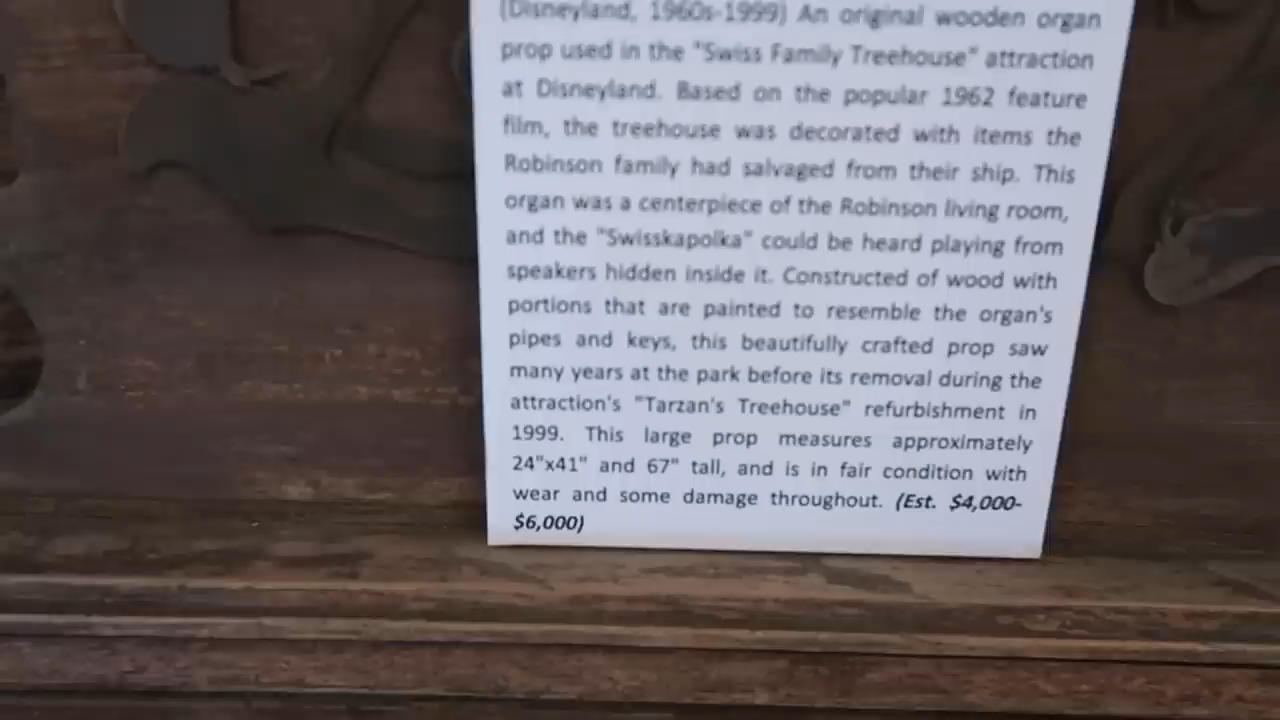 (Disneyland, 1960s-1999) An original wooden organ
prop used in the "Swiss Family Treehouse" attraction
at Disneyland. Based on the popular 1962 feature
film, the treehouse was decorated with items the
Robinson family had salvaged from their ship. This
organ was a centerpiece of the Robinson living room,
and the "Swisskapolka" could be heard playing from
speakers hidden inside it. Constructed of wood with
portions that are painted to resemble the organ's
pipes and keys, this beautifully crafted prop saw
many years at the park before its removal during the
attraction's "Tarzan's Treehouse" refurbishment in
1999. This large prop measures approximately
24"x41" and 67" tall, and is in fair condition with
wear and some damage throughout. (Est. $4,000-
$6,000)